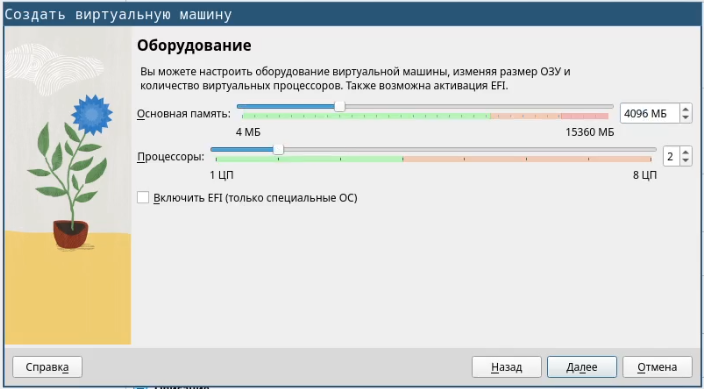 Создать виртуальную машину
Оборудование
Вы можете настроить оборудование виртуальной машины, изменяя размер ОЗУ и
количество виртуальных процессоров. Также возможна активация EFI.
Основная память:
4096 МБ
4 МБ
15360 МБ
Процессоры:
2
1 ЦП
8 ЦП
Включить EFI (только специальные ОС)
Справка
Назад
Далее
Отмена